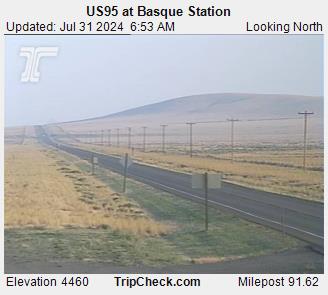 US95 at Basque Station
Updated: Jul 31 2024 6:53 AM Looking North
Elevation 4460 TripCheck.com Milepost 91.62